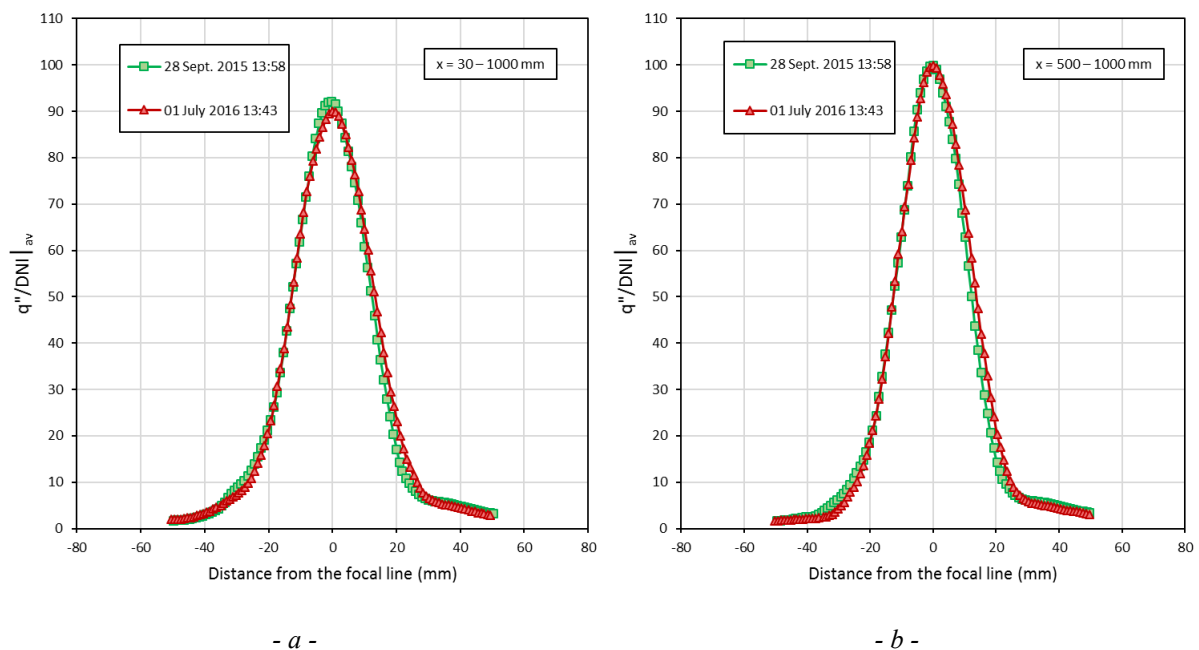 110
100
90
80
70
60
50
40
30
20
10
0
q"/DNI|av
28 Sept. 2015 13:58
01 July 2016 13:43
x = 30 – 1000 mm
-80 -60 -40 -20 0 20 40 60 80
Distance from the focal line (mm)
- a -
110
100
90
80
70
60
50
40
30
20
10
0
q"/DNI|av
28 Sept. 2015 13:58
01 July 2016 13:43
x = 500 – 1000 mm
-80 -60 -40 -20 0 20 40 60 80
Distance from the focal line (mm)
- b -